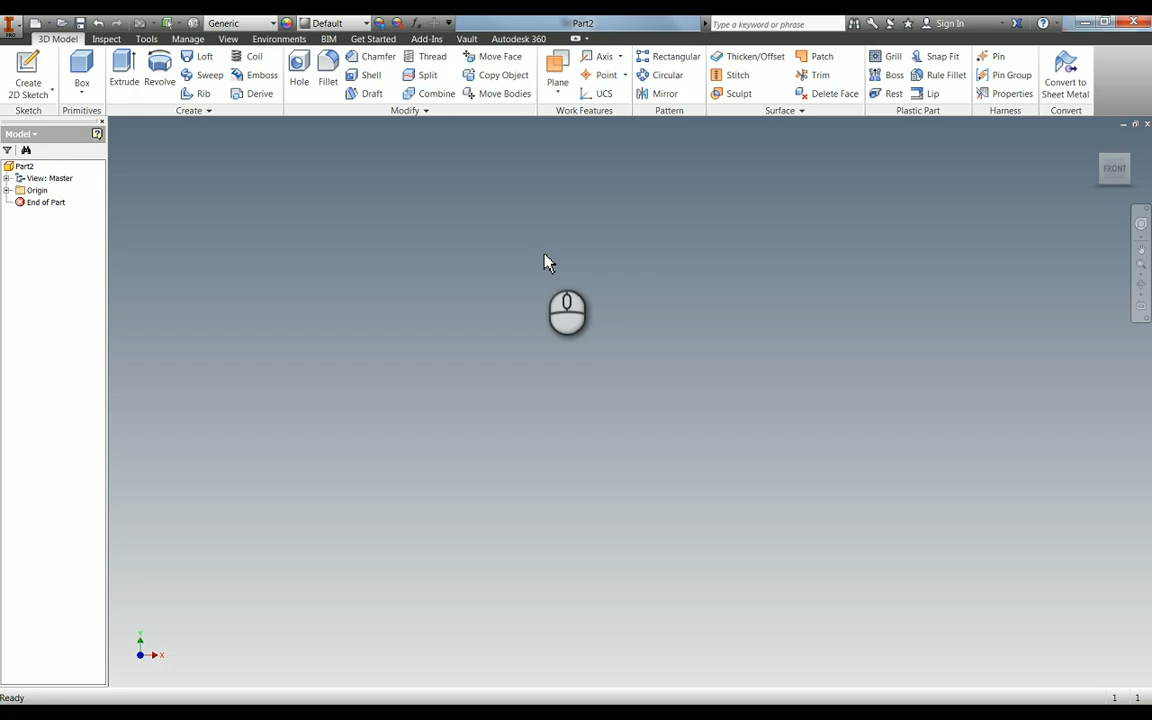 Generic
Default
Part2
Type a keyword or phrase
Sign In
PRO
3D Model
Inspect
Tools
Manage
View
Environments
BIM
Get Started
Add-Ins
Vault
Autodesk 360
Create
2D Sketch
Box
Extrude
Revolve
Loft
Sweep
Rib
Coil
Emboss
Derive
Hole
Fillet
Chamfer
Shell
Draft
Thread
Split
Combine
Move Face
Copy Object
Move Bodies
Plane
Axis
Point
UCS
Rectangular
Circular
Mirror
Thicken/Offset
Stitch
Sculpt
Patch
Trim
Delete Face
Grill
Boss
Rest
Snap Fit
Rule Fillet
Lip
Pin
Pin Group
Properties
Convert to
Sheet Metal
Sketch
Primitives
Create
Modify
Work Features
Pattern
Surface
Plastic Part
Harness
Convert
Model
Part2
View: Master
Origin
End of Part
FRONT
Y
X
Ready
1
1